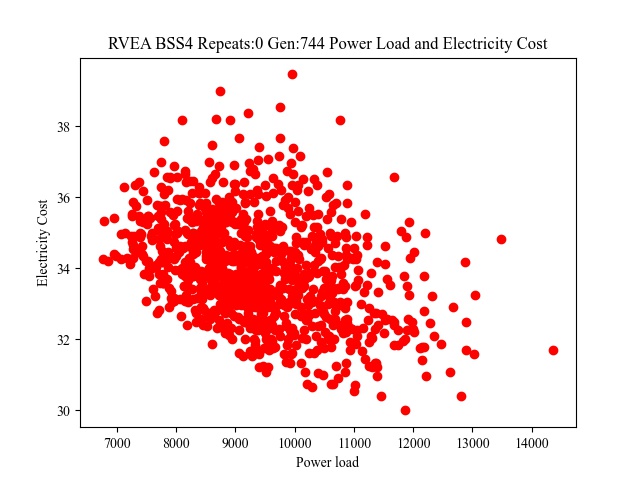 RVEA BSS4 Repeats:0 Gen:744 Power Load and Electricity Cost
Electricity Cost
38
36
34
32
30
7000 8000 9000 10000 11000 12000 13000 14000
Power load